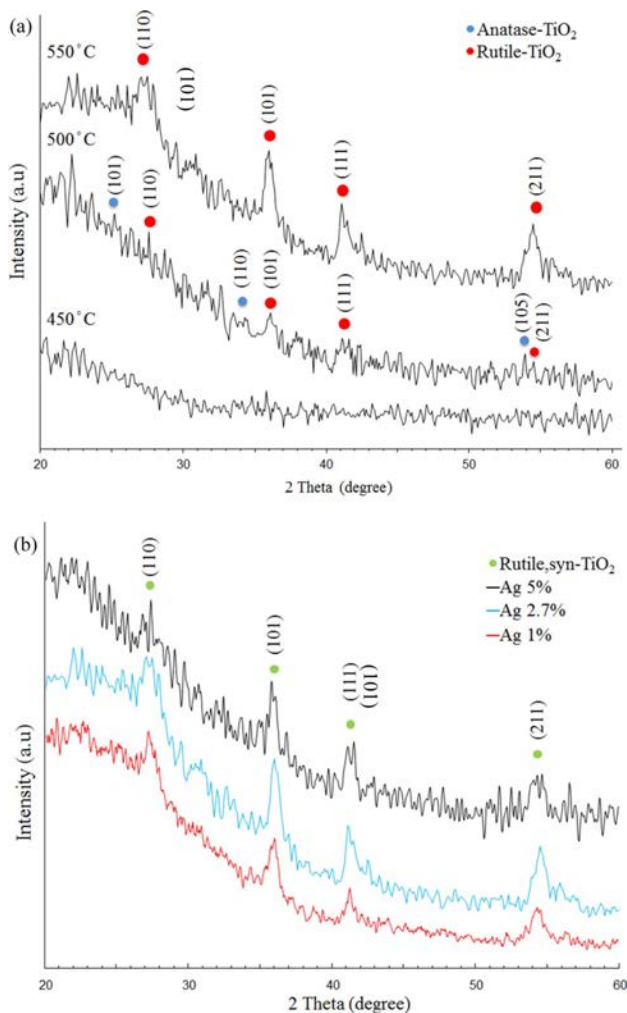 (a)
550˚C
(110)
(101)
(101)
(111)
(211)
Anatase-TiO₂
Rutile-TiO₂
500˚C
(101)
(110)
(110)
(101)
(111)
(105)
(211)
450˚C
Intensity (a.u)
20 30 40 50 60
2 Theta (degree)
(b)
(110)
(101)
(111)
(101)
(211)
Rutile,syn-TiO₂
Ag 5%
Ag 2.7%
Ag 1%
Intensity (a.u)
20 30 40 50 60
2 Theta (degree)